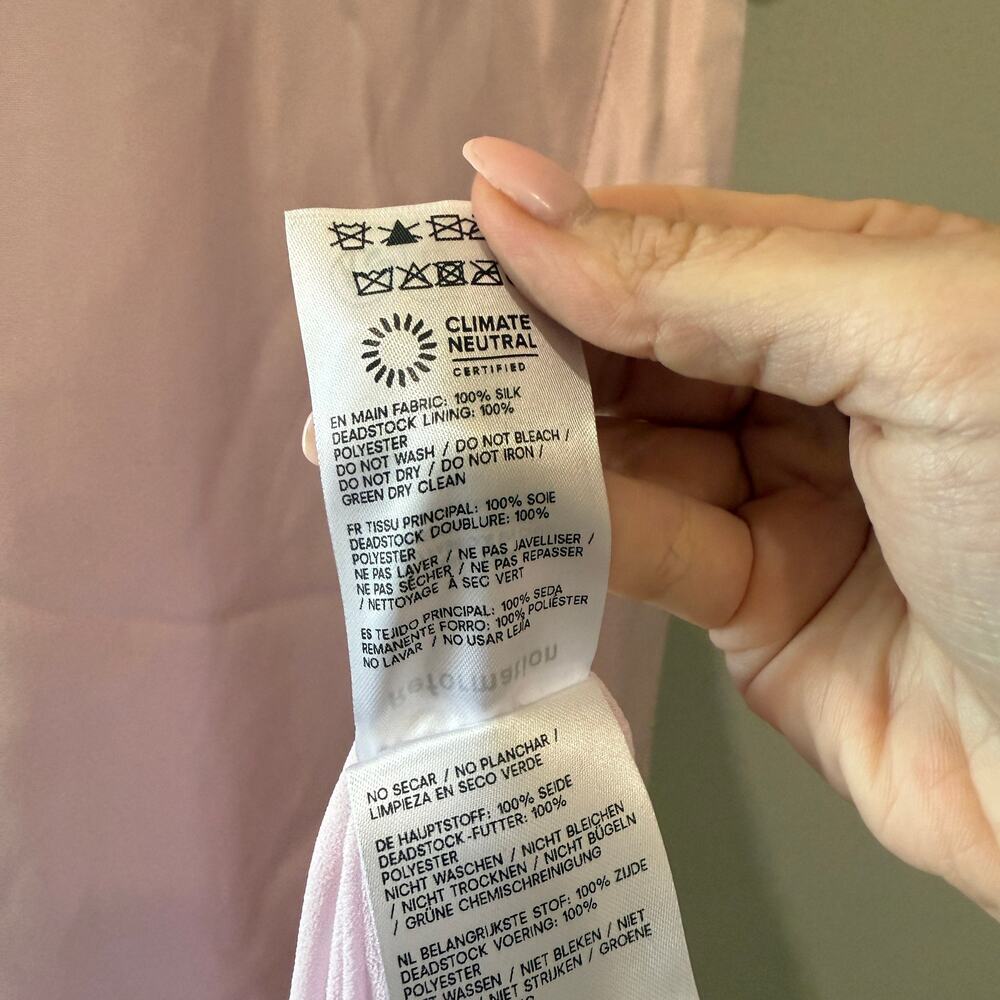 CLIMATE
NEUTRAL
CERTIFIED
EN MAIN FABRIC: 100% SILK
DEADSTOCK LINING: 100%
POLYESTER
DO NOT WASH / DO NOT BLEACH /
DO NOT DRY / DO NOT IRON /
GREEN DRY CLEAN
FR TISSU PRINCIPAL: 100% SOIE
DEADSTOCK DOUBLURE: 100%
POLYESTER
NE PAS LAVER / NE PAS JAVELLISER /
NE PAS SÉCHER / NE PAS REPASSER
/ NETTOYAGE À SEC VERT
ES TEJIDO PRINCIPAL: 100% SEDA
REMANENTE FORRO: 100% POLIÉSTER
NO LAVAR / NO USAR LEJÍA
Reformation
NO SECAR / NO PLANCHAR /
LIMPIEZA EN SECO VERDE
DE HAUPTSTOFF: 100% SEIDE
DEADSTOCK-FUTTER: 100%
POLYESTER
NICHT WASCHEN / NICHT BLEICHEN
/ NICHT TROCKNEN / NICHT BÜGELN
/ GRÜNE CHEMISCHREINIGUNG
NL BELANGRIJKSTE STOF: 100% ZIJDE
DEADSTOCK VOERING: 100%
POLYESTER
WASSEN / NIET BLEKEN / NIET
/ NIET STRIJKEN / GROENE